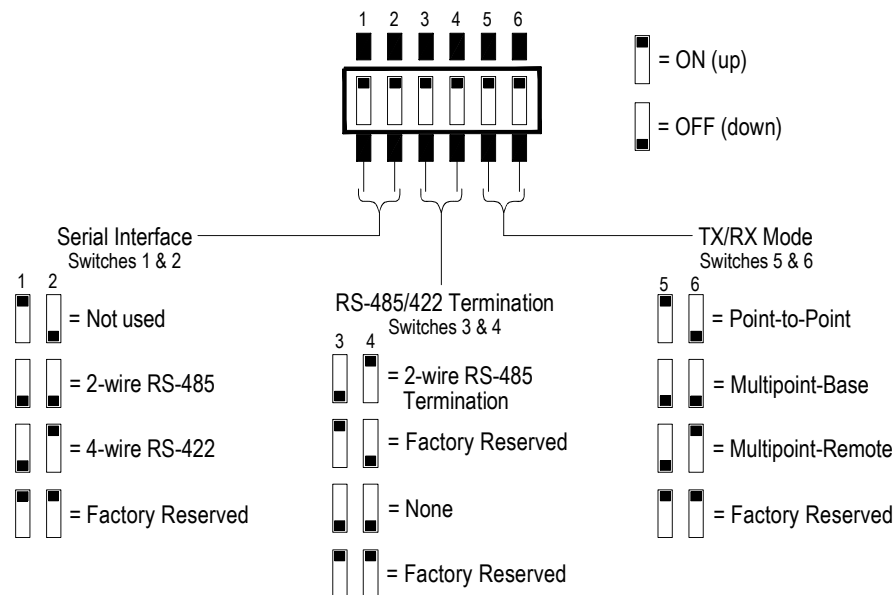 1 2 3 4 5 6
= ON (up)
= OFF (down)
Serial Interface
Switches 1 & 2
1 2
= Not used
= 2-wire RS-485
= 4-wire RS-422
= Factory Reserved
RS-485/422 Termination
Switches 3 & 4
3 4
= 2-wire RS-485
Termination
= Factory Reserved
= None
= Factory Reserved
TX/RX Mode
Switches 5 & 6
5 6
= Point-to-Point
= Multipoint-Base
= Multipoint-Remote
= Factory Reserved